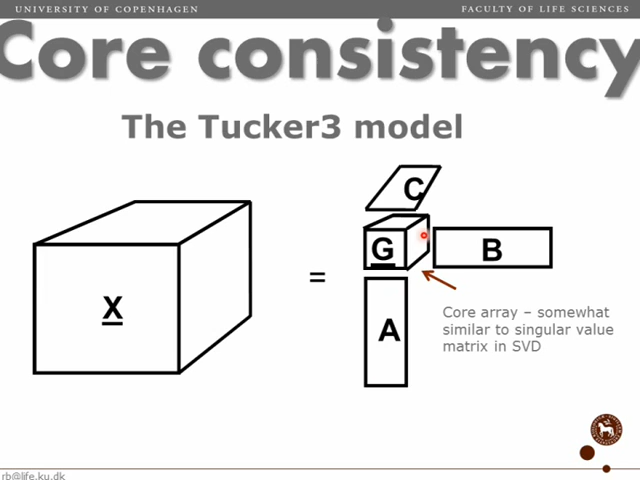 UNIVERSITY OF COPENHAGEN
FACULTY OF LIFE SCIENCES
Core consistency
The Tucker3 model
C
G
B
X
=
A
Core array – somewhat
similar to singular value
matrix in SVD
rb@life.ku.dk